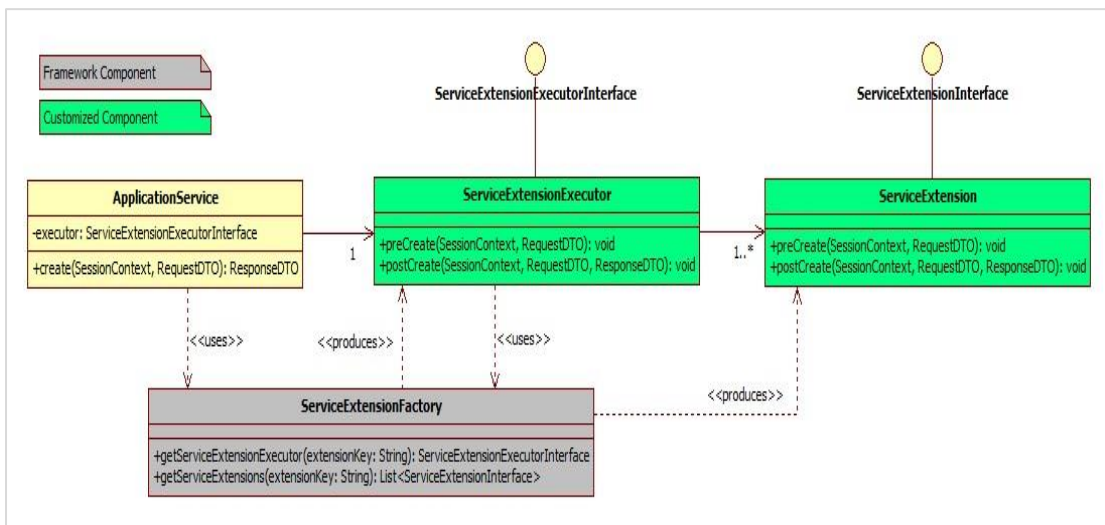 Framework Component
Customized Component
ServiceExtensionExecutorInterface
ServiceExtensionInterface
ApplicationService
-executor: ServiceExtensionExecutorInterface
+create(SessionContext, RequestDTO): ResponseDTO
1
ServiceExtensionExecutor
+preCreate(SessionContext, RequestDTO): void
+postCreate(SessionContext, RequestDTO, ResponseDTO): void
1..*
ServiceExtension
+preCreate(SessionContext, RequestDTO): void
+postCreate(SessionContext, RequestDTO, ResponseDTO): void
<<uses>>
<<produces>>
<<uses>>
<<produces>>
ServiceExtensionFactory
+getServiceExtensionExecutor(extensionKey: String): ServiceExtensionExecutorInterface
+getServiceExtensions(extensionKey: String): List<ServiceExtensionInterface>